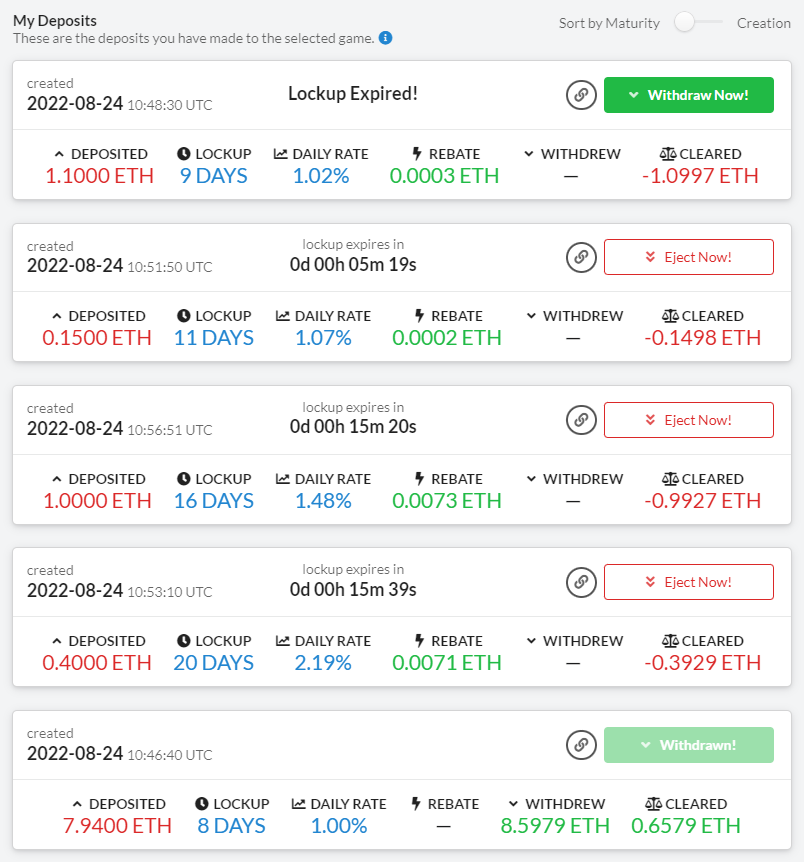 My Deposits
Sort by Maturity Creation
These are the deposits you have made to the selected game.
created
2022-08-24 10:48:30 UTC
Lockup Expired!
Withdraw Now!
DEPOSITED LOCKUP DAILY RATE REBATE WITHDREW CLEARED
1.1000 ETH 9 DAYS 1.02% 0.0003 ETH — -1.0997 ETH
created lockup expires in
2022-08-24 10:51:50 UTC 0d 00h 05m 19s
Eject Now!
DEPOSITED LOCKUP DAILY RATE REBATE WITHDREW CLEARED
0.1500 ETH 11 DAYS 1.07% 0.0002 ETH — -0.1498 ETH
created lockup expires in
2022-08-24 10:56:51 UTC 0d 00h 15m 20s
Eject Now!
DEPOSITED LOCKUP DAILY RATE REBATE WITHDREW CLEARED
1.0000 ETH 16 DAYS 1.48% 0.0073 ETH — -0.9927 ETH
created lockup expires in
2022-08-24 10:53:10 UTC 0d 00h 15m 39s
Eject Now!
DEPOSITED LOCKUP DAILY RATE REBATE WITHDREW CLEARED
0.4000 ETH 20 DAYS 2.19% 0.0071 ETH — -0.3929 ETH
created
2022-08-24 10:46:40 UTC
Withdrawn!
DEPOSITED LOCKUP DAILY RATE REBATE WITHDREW CLEARED
7.9400 ETH 8 DAYS 1.00% — 8.5979 ETH 0.6579 ETH